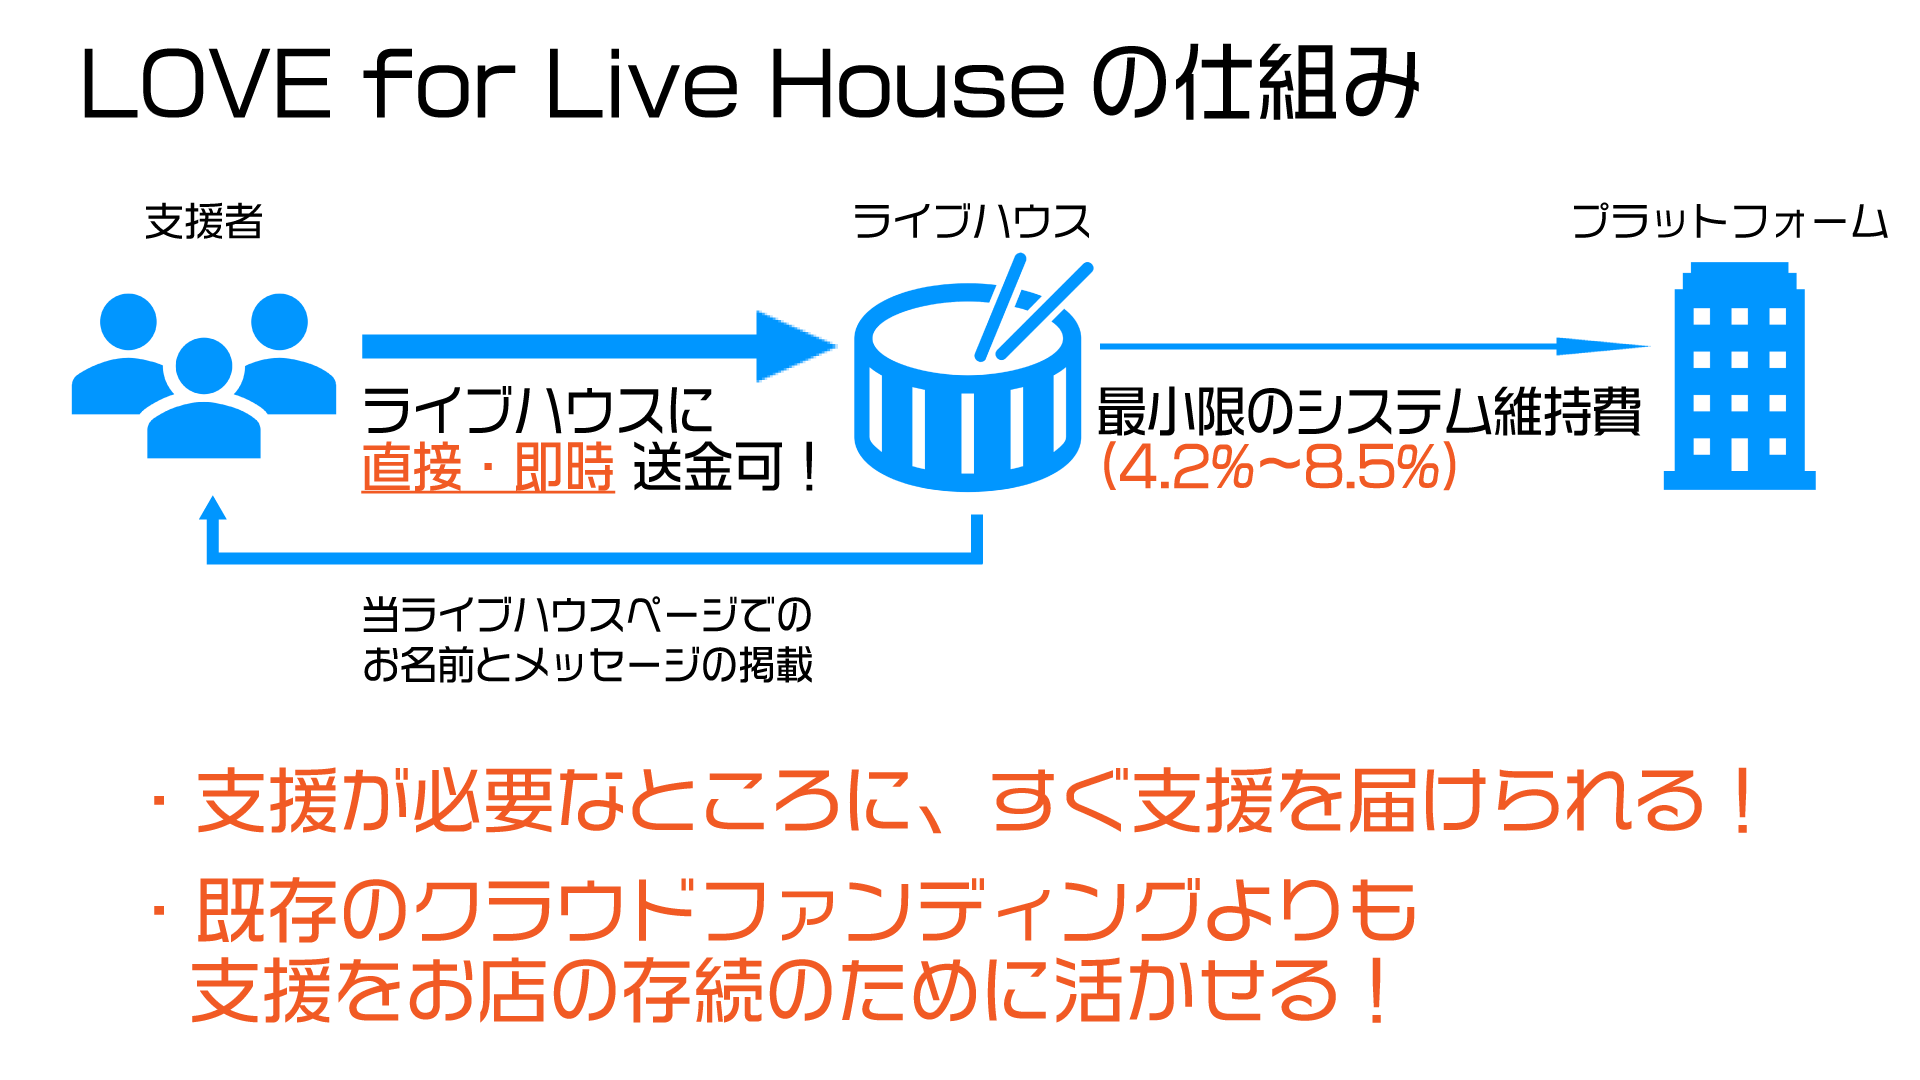 LOVE for Live House の仕組み
支援者
ライブハウス
プラットフォーム
ライブハウスに
直接・即時 送金可！
最小限のシステム維持費
(4.2%～8.5%)
当ライブハウスページでの
お名前とメッセージの掲載
・支援が必要なところに、すぐ支援を届けられる！
・既存のクラウドファンディングよりも
支援をお店の存続のために活かせる！